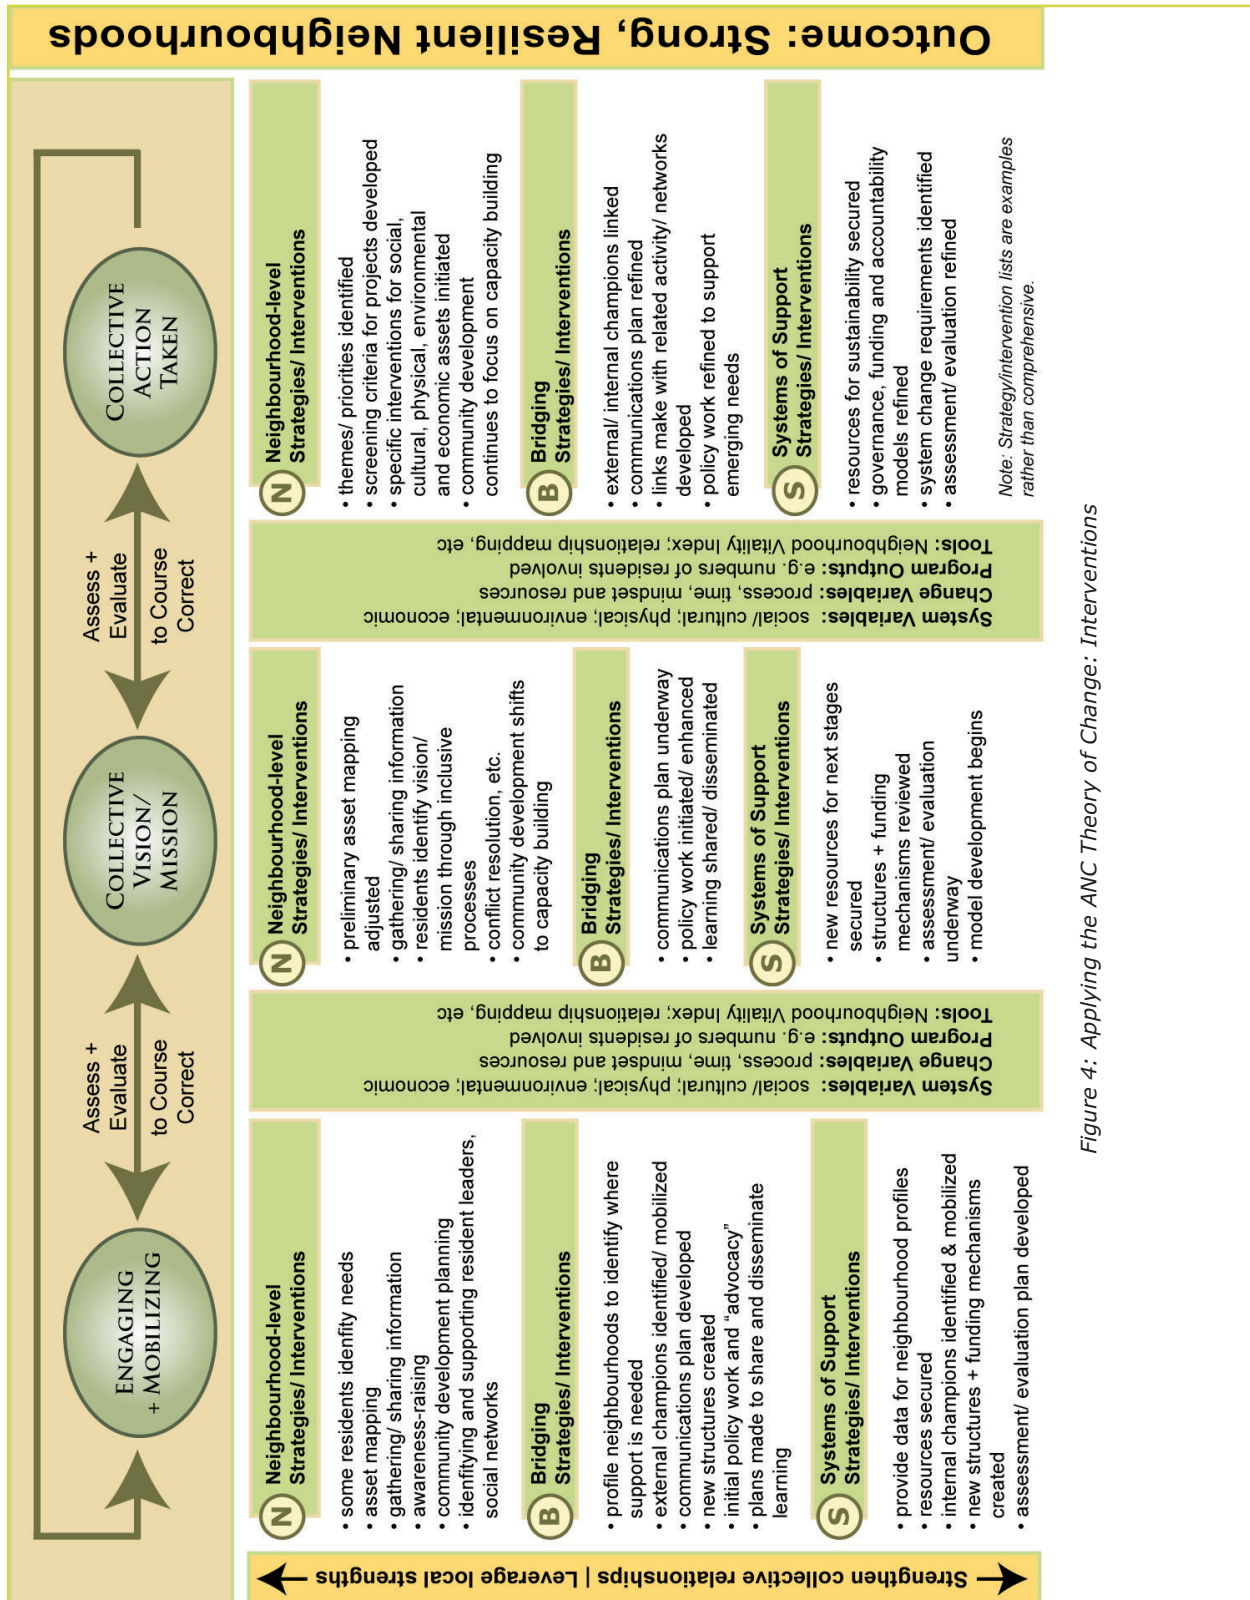 Strengthen collective relationships | Leverage local strengths
ENGAGING
+ MOBILIZING
Assess +
Evaluate
to Course
Correct
COLLECTIVE
VISION/
MISSION
Assess +
Evaluate
to Course
Correct
COLLECTIVE
ACTION
TAKEN
N
Neighbourhood-level
Strategies/ Interventions
• some residents idenfity needs
• asset mapping
• gathering/ sharing information
• awareness-raising
• community development planning
• idenfitying and supporting resident leaders,
social networks
B
Bridging
Strategies/ Interventions
• profile neighbourhoods to identify where
support is needed
• external champions identified/ mobilized
• communications plan developed
• new structures created
• initial policy work and “advocacy”
• plans made to share and disseminate
learning
S
Systems of Support
Strategies/ Interventions
• provide data for neighbourhood profiles
• resources secured
• internal champions identified & mobilized
• new structures + funding mechanisms
created
• assessment/ evaluation plan developed
System Variables: social/ cultural; physical; environmental; economic
Change Variables: process, time, mindset and resources
Program Outputs: e.g. numbers of residents involved
Tools: Neighbourhood Vitality Index; relationship mapping, etc
N
Neighbourhood-level
Strategies/ Interventions
• preliminary asset mapping
adjusted
• gathering/ sharing information
• residents identify vision/
mission through inclusive
processes
• conflict resolution, etc.
• community development shifts
to capacity building
B
Bridging
Strategies/ Interventions
• communications plan underway
• policy work initiated/ enhanced
• learning shared/ disseminated
S
Systems of Support
Strategies/ Interventions
• new resources for next stages
secured
• structures + funding
mechanisms reviewed
• assessment/ evaluation
underway
• model development begins
System Variables: social/ cultural; physical; environmental; economic
Change Variables: process, time, mindset and resources
Program Outputs: e.g. numbers of residents involved
Tools: Neighbourhood Vitality Index; relationship mapping, etc
N
Neighbourhood-level
Strategies/ Interventions
• themes/ priorities identified
• screening criteria for projects developed
• specific interventions for social,
cultural, physical, environmental
and economic assets initiated
• community development
continues to focus on capacity building
B
Bridging
Strategies/ Interventions
• external/ internal champions linked
• communications plan refined
• links make with related activity/ networks
developed
• policy work refined to support
emerging needs
S
Systems of Support
Strategies/ Interventions
• resources for sustainability secured
• governance, funding and accountability
models refined
• system change requirements identified
• assessment/ evaluation refined
Note: Strategy/intervention lists are examples
rather than comprehensive.
Outcome: Strong, Resilient Neighbourhoods
Figure 4: Applying the ANC Theory of Change: Interventions